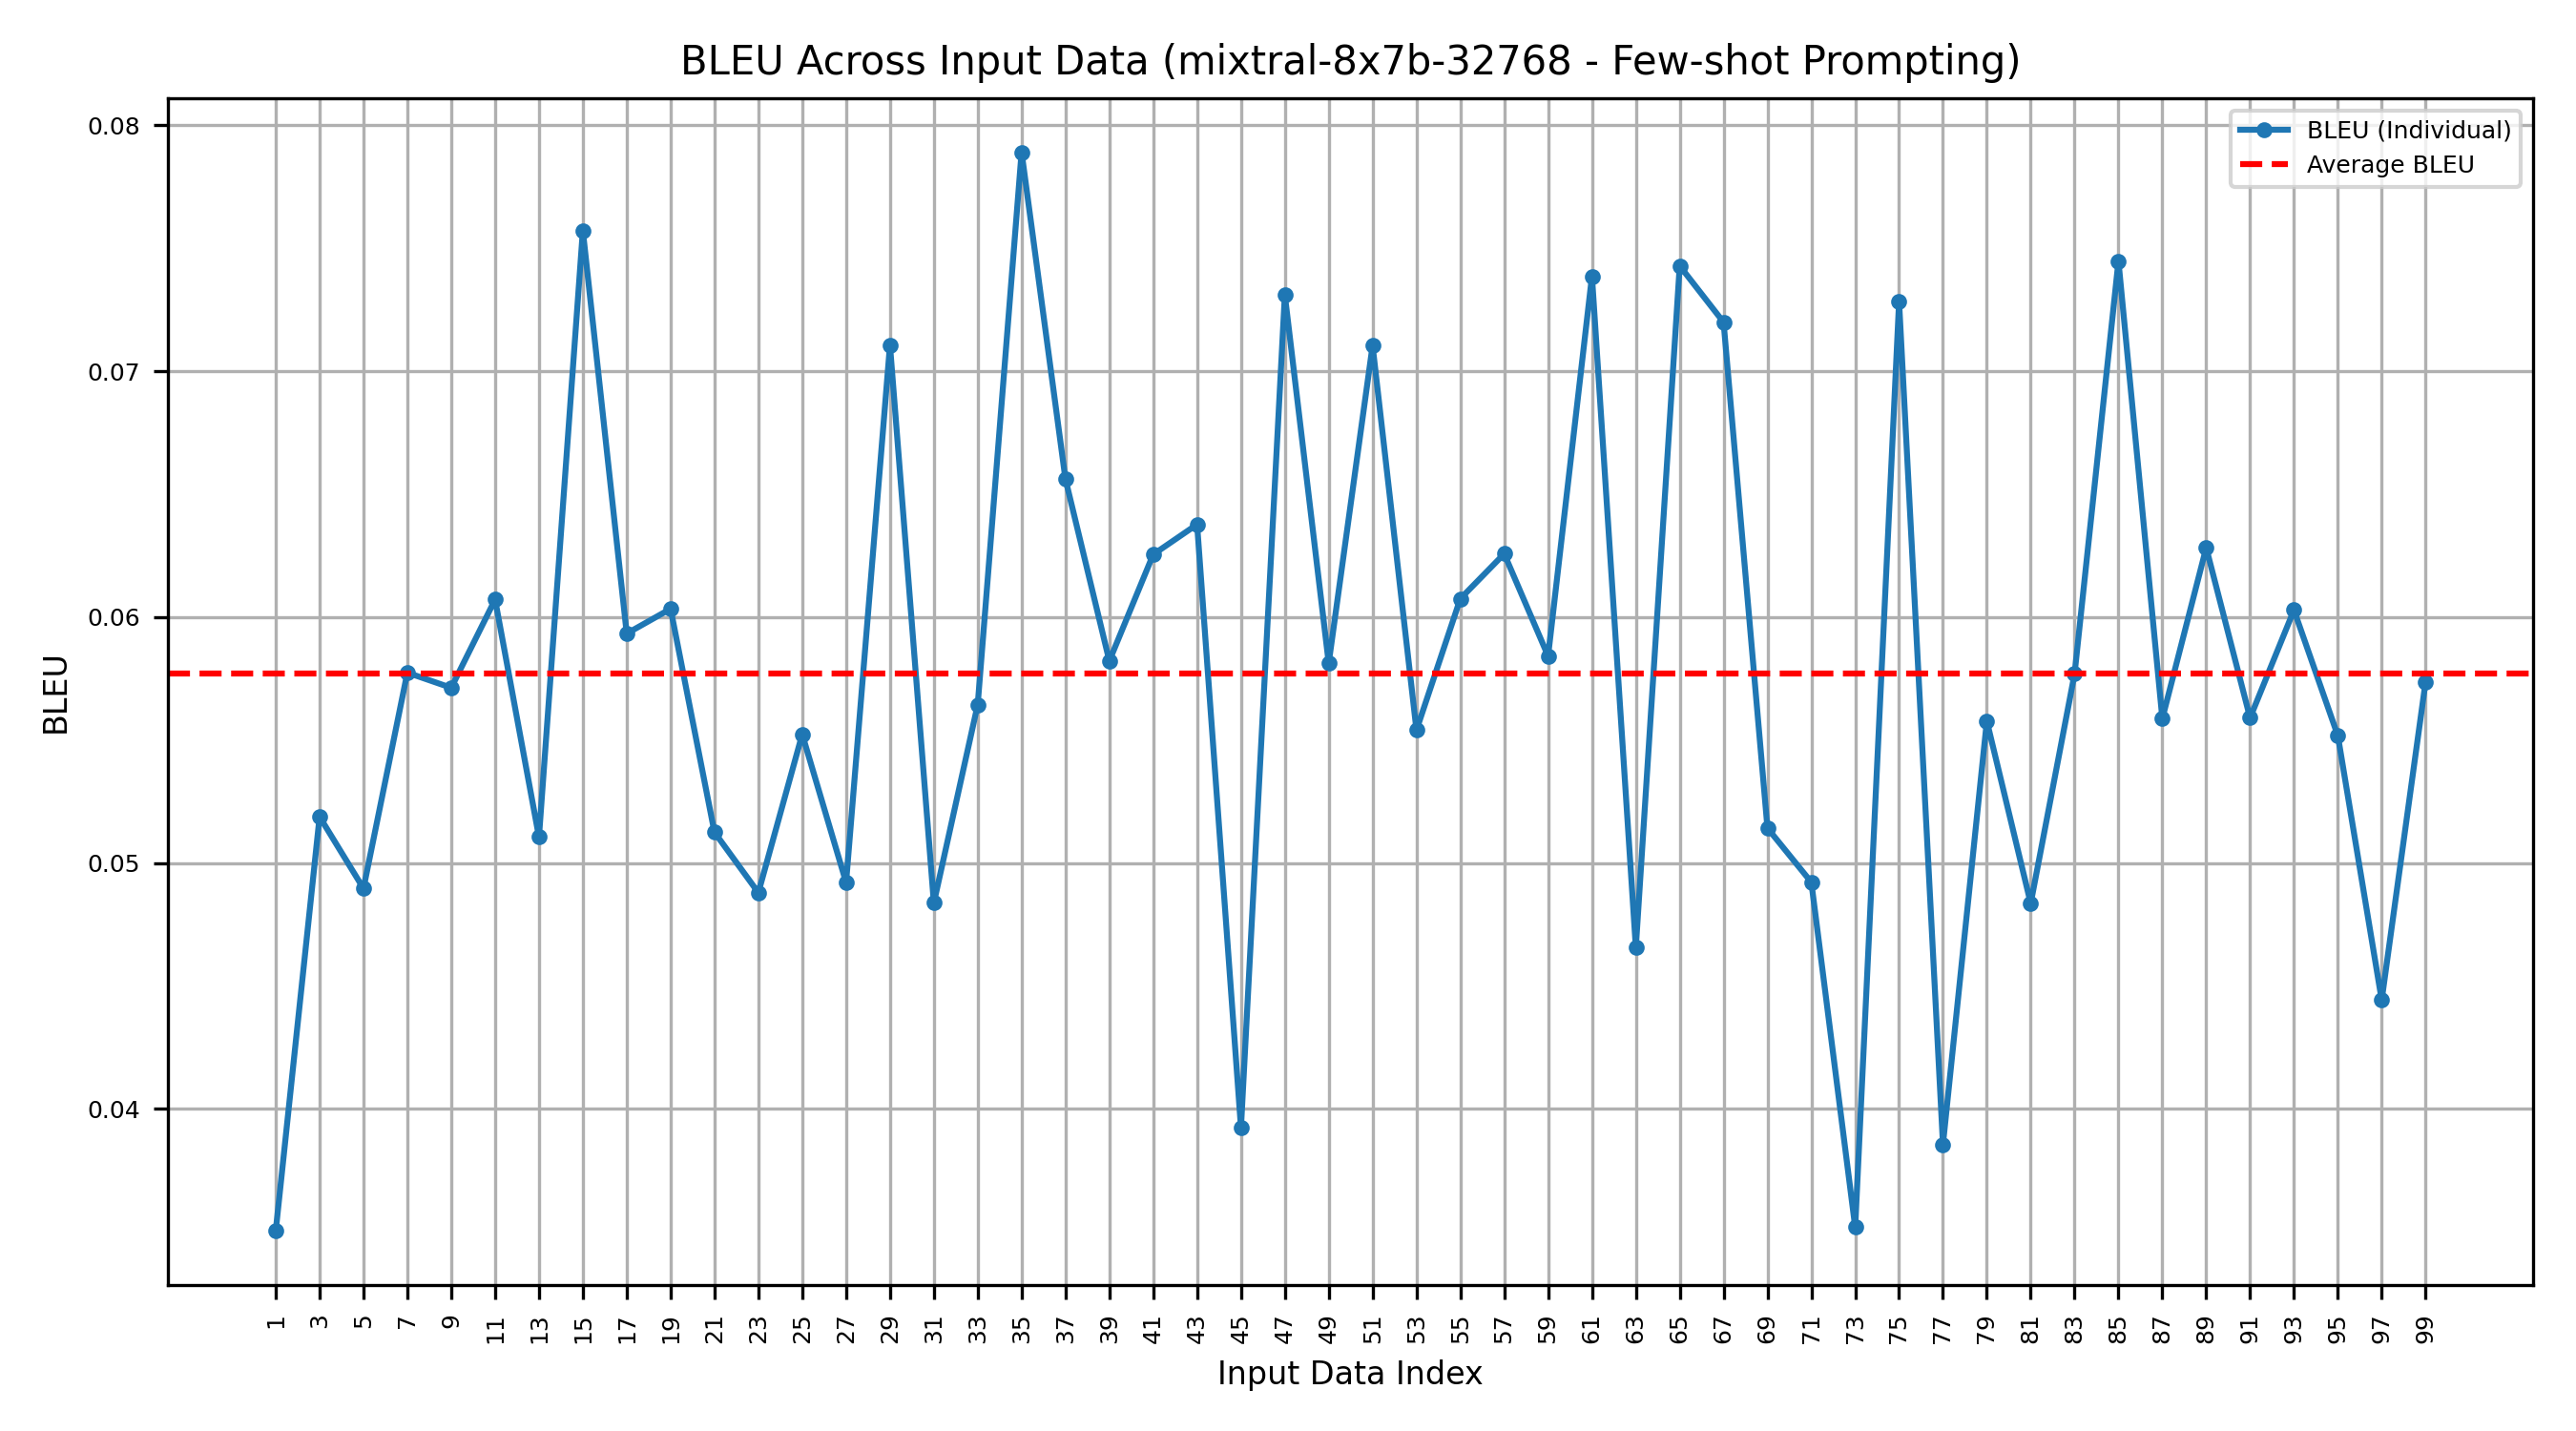 BLEU Across Input Data (mixtral-8x7b-32768 - Few-shot Prompting)
BLEU (Individual)
Average BLEU
0.08
0.07
0.06
0.05
0.04
BLEU
1 3 5 7 9 11 13 15 17 19 21 23 25 27 29 31 33 35 37 39 41 43 45 47 49 51 53 55 57 59 61 63 65 67 69 71 73 75 77 79 81 83 85 87 89 91 93 95 97 99
Input Data Index